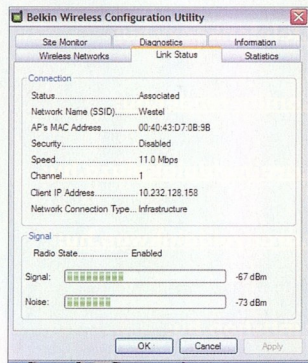 Belkin Wireless Configuration Utility
Site Monitor Diagnostics Information
Wireless Networks Link Status Statistics
Connection
Status..................Associated
Network Name (SSID)......Westel
AP's MAC Address............00:40:43:D7:0B:9B
Security..................Disabled
Speed..................11.0 Mbps
Channel..................1
Client IP Address............10.232.128.158
Network Connection Type... Infrastructure
Signal
Radio State.................. Enabled
Signal: -67 dBm
Noise: -73 dBm
OK Cancel Apply